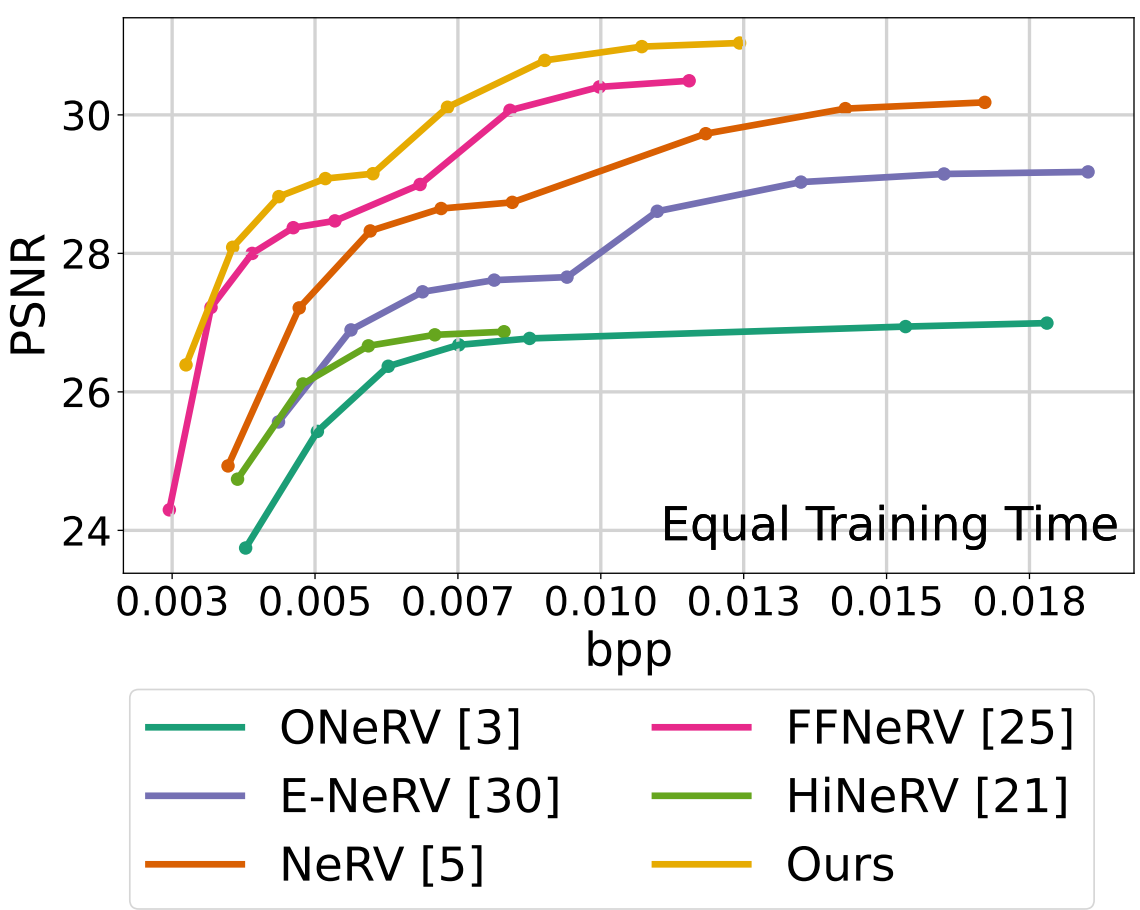 30
28
26
24
PSNR
Equal Training Time
0.003 0.005 0.007 0.010 0.013 0.015 0.018
bpp
ONeRV [3]
E-NeRV [30]
NeRV [5]
FFNeRV [25]
HiNeRV [21]
Ours